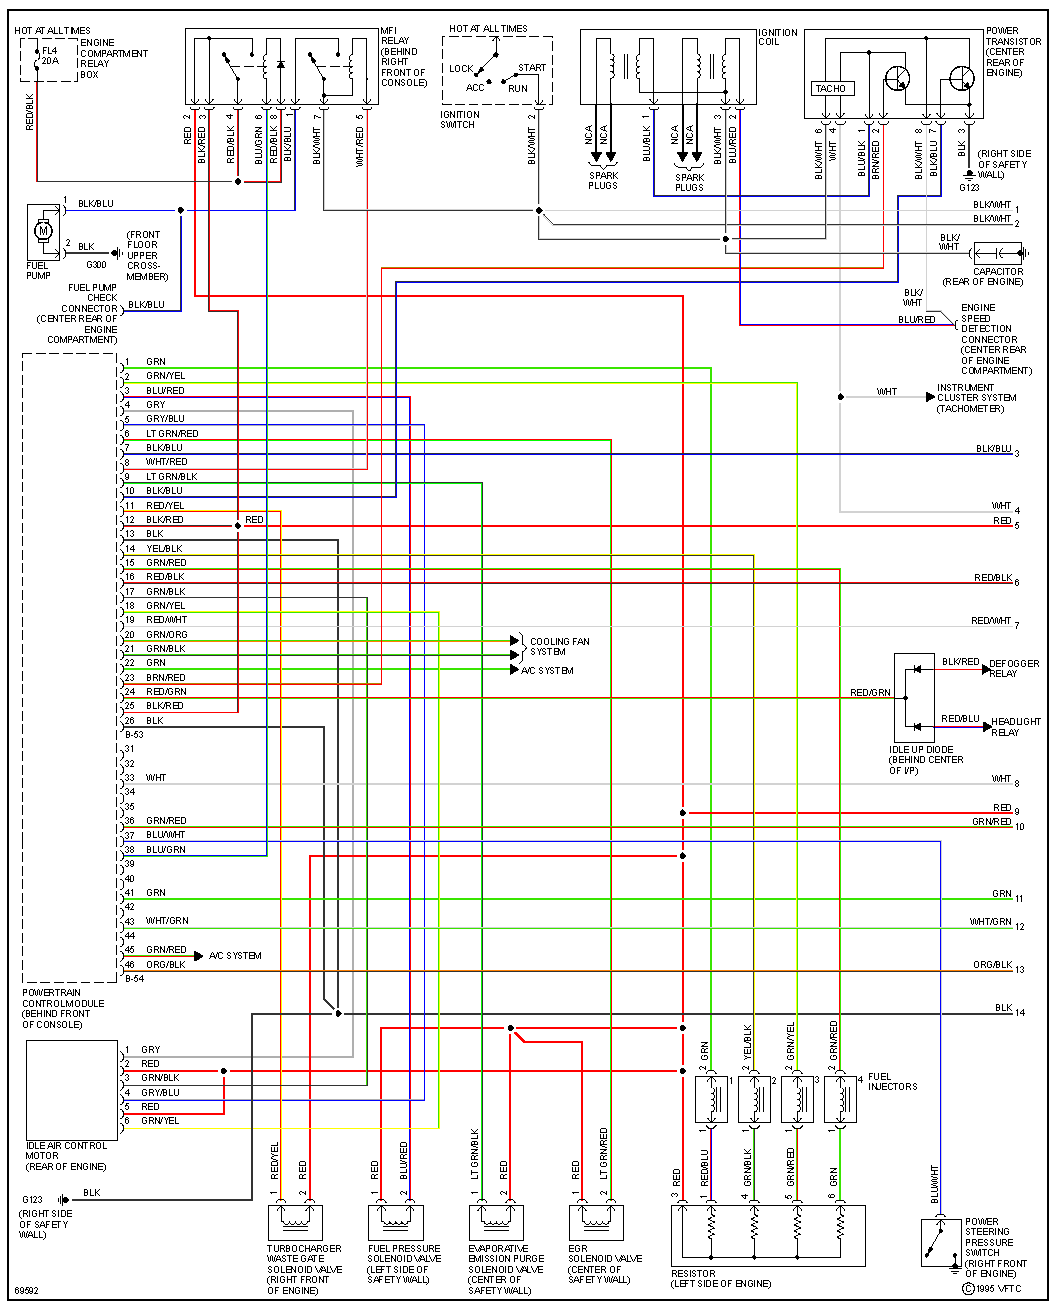 HOT AT ALL TIMES
FL4
20A
ENGINE
COMPARTMENT
RELAY
BOX
RED/BLK
MFI
RELAY
(BEHIND
RIGHT
FRONT OF
CONSOLE)
2 3 4 6 8 1 7 5
RED
BLK/RED
RED/BLK
BLU/GRN
RED/BLK
BLK/BLU
BLK/WHT
WHT/RED
HOT AT ALL TIMES
LOCK
ACC
START
RUN
IGNITION
SWITCH
2
BLK/WHT
IGNITION
COIL
NCA
NCA
SPARK
PLUGS
1
BLU/BLK
NCA
NCA
SPARK
PLUGS
3 2
BLK/WHT
BLU/RED
POWER
TRANSISTOR
(CENTER
REAR OF
ENGINE)
TACHO
6 4 1 2 8 7 3
BLK/WHT
WHT
BLU/BLK
BRN/RED
BLK/WHT
BLK/BLU
BLK
(RIGHT SIDE
OF SAFETY
WALL)
G123
BLK/WHT 1
BLK/WHT 2
BLK/
WHT
CAPACITOR
(REAR OF ENGINE)
BLK/
WHT
BLU/RED
ENGINE
SPEED
DETECTION
CONNECTOR
(CENTER REAR
OF ENGINE
COMPARTMENT)
WHT
INSTRUMENT
CLUSTER SYSTEM
(TACHOMETER)
1 BLK/BLU
M
2 BLK
G300
FUEL
PUMP
(FRONT
FLOOR
UPPER
CROSS-
MEMBER)
FUEL PUMP
CHECK
CONNECTOR
(CENTER REAR OF
ENGINE
COMPARTMENT)
BLK/BLU
1 GRN
2 GRN/YEL
3 BLU/RED
4 GRY
5 GRY/BLU
6 LT GRN/RED
7 BLK/BLU
8 WHT/RED
9 LT GRN/BLK
10 BLK/BLU
11 RED/YEL
12 BLK/RED
RED
13 BLK
14 YEL/BLK
15 GRN/RED
16 RED/BLK
17 GRN/BLK
18 GRN/YEL
19 RED/WHT
20 GRN/ORG
21 GRN/BLK
22 GRN
23 BRN/RED
24 RED/GRN
25 BLK/RED
26 BLK
B-53
31
32
33 WHT
34
35
36 GRN/RED
37 BLU/WHT
38 BLU/GRN
39
40
41 GRN
42
43 WHT/GRN
44
45 GRN/RED
A/C SYSTEM
46 ORG/BLK
B-54
POWERTRAIN
CONTROL MODULE
(BEHIND FRONT
OF CONSOLE)
COOLING FAN
SYSTEM
A/C SYSTEM
BLK/BLU 3
WHT 4
RED 5
RED/BLK 6
RED/WHT 7
RED/GRN
BLK/RED
DEFOGGER
RELAY
RED/BLU
HEADLIGHT
RELAY
IDLE UP DIODE
(BEHIND CENTER
OF I/P)
WHT 8
RED 9
GRN/RED 10
GRN 11
WHT/GRN 12
ORG/BLK 13
BLK 14
1 GRY
2 RED
3 GRN/BLK
4 GRY/BLU
5 RED
6 GRN/YEL
IDLE AIR CONTROL
MOTOR
(REAR OF ENGINE)
G123
BLK
(RIGHT SIDE
OF SAFETY
WALL)
69592
1 RED/YEL
2 RED
TURBOCHARGER
WASTE GATE
SOLENOID VALVE
(RIGHT FRONT
OF ENGINE)
1 RED
2 BLU/RED
FUEL PRESSURE
SOLENOID VALVE
(LEFT SIDE OF
SAFETY WALL)
1 LT GRN/BLK
2 RED
EVAPORATIVE
EMISSION PURGE
SOLENOID VALVE
(CENTER OF
SAFETY WALL)
1 RED
2 LT GRN/RED
EGR
SOLENOID VALVE
(CENTER OF
SAFETY WALL)
GRN
YEL/BLK
GRN/YEL
GRN/RED
2 2 2 2
1 2 3 4
FUEL
INJECTORS
1 1 1 1
RED
RED/BLU
GRN/BLK
GRN/RED
GRN
3 1 4 5 6
RESISTOR
(LEFT SIDE OF ENGINE)
BLU/WHT
1
POWER
STEERING
PRESSURE
SWITCH
(RIGHT FRONT
OF ENGINE)
© 1995 VFTC